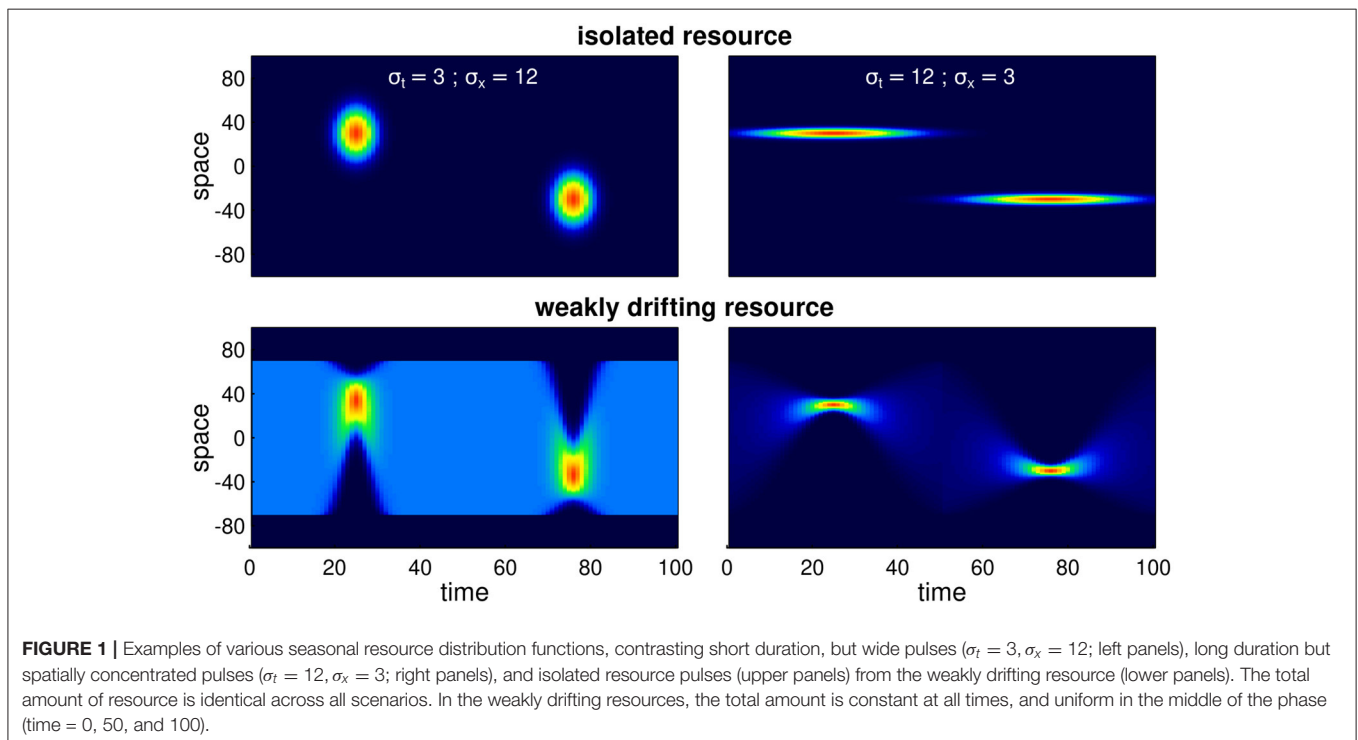 isolated resource
σt = 3 ; σx = 12
σt = 12 ; σx = 3
80
40
0
-40
-80
space
weakly drifting resource
80
40
0
-40
-80
space
0 20 40 60 80 100
0 20 40 60 80 100
time
time
FIGURE 1 | Examples of various seasonal resource distribution functions, contrasting short duration, but wide pulses (σt = 3, σx = 12; left panels), long duration but
spatially concentrated pulses (σt = 12, σx = 3; right panels), and isolated resource pulses (upper panels) from the weakly drifting resource (lower panels). The total
amount of resource is identical across all scenarios. In the weakly drifting resources, the total amount is constant at all times, and uniform in the middle of the phase
(time = 0, 50, and 100).